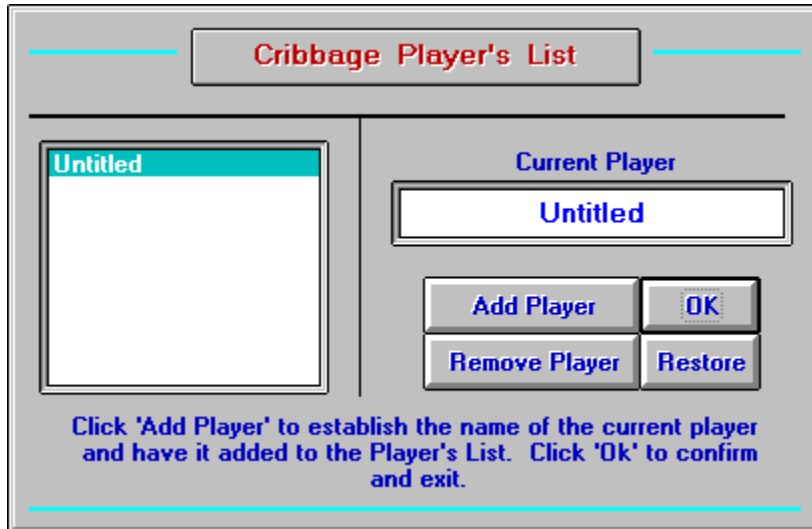 Cribbage Player's List
Untitled
Current Player
Untitled
Add Player
OK
Remove Player
Restore
Click 'Add Player' to establish the name of the current player
and have it added to the Player's List. Click 'Ok' to confirm
and exit.